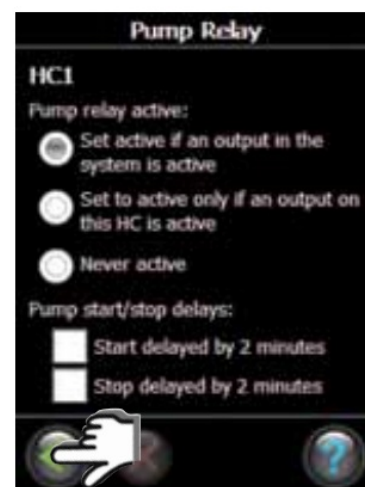 Pump Relay
HC1
Pump relay active:
Set active if an output in the
system is active
Set to active only if an output on
this HC is active
Never active
Pump start/stop delays:
Start delayed by 2 minutes
Stop delayed by 2 minutes
?